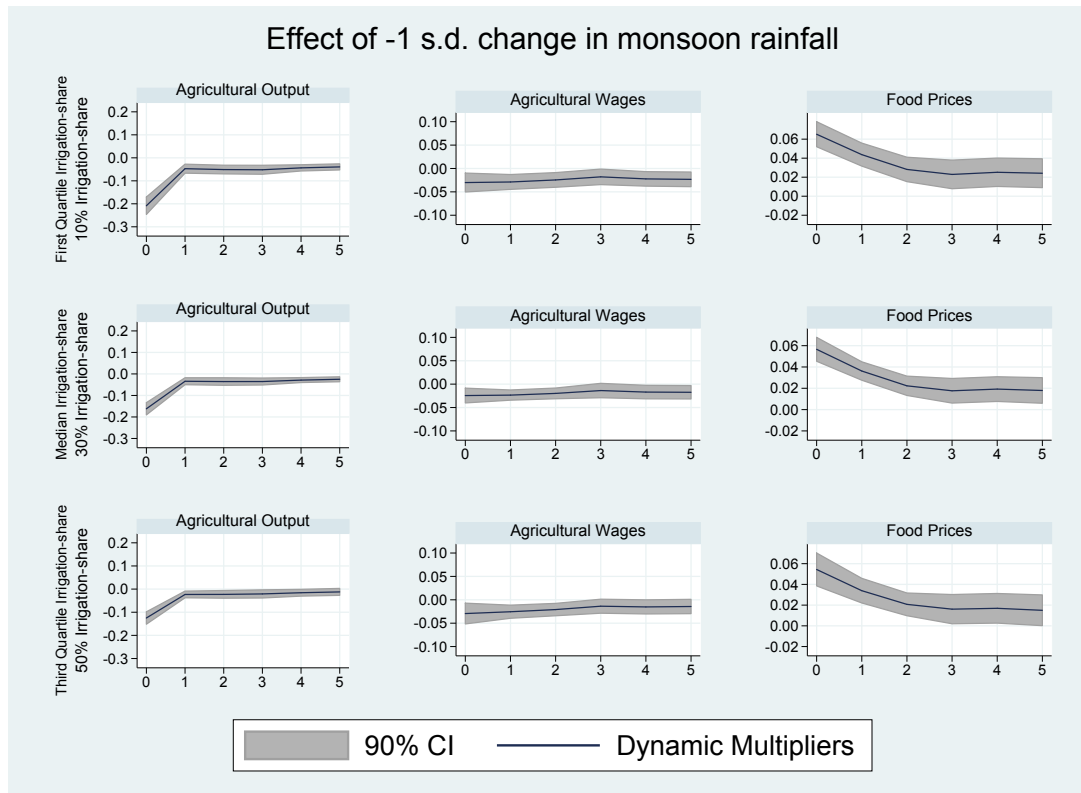 Effect of -1 s.d. change in monsoon rainfall
First Quartile Irrigation-share
10% Irrigation-share
Agricultural Output
0.2
0.1
0.0
-0.1
-0.2
-0.3
0 1 2 3 4 5
Agricultural Wages
0.10
0.05
-0.00
-0.05
-0.10
0 1 2 3 4 5
Food Prices
0.06
0.04
0.02
0.00
-0.02
0 1 2 3 4 5
Median Irrigation-share
30% Irrigation-share
Agricultural Output
0.2
0.1
0.0
-0.1
-0.2
-0.3
0 1 2 3 4 5
Agricultural Wages
0.10
0.05
-0.00
-0.05
-0.10
0 1 2 3 4 5
Food Prices
0.06
0.04
0.02
0.00
-0.02
0 1 2 3 4 5
Third Quartile Irrigation-share
50% Irrigation-share
Agricultural Output
0.2
0.1
0.0
-0.1
-0.2
-0.3
0 1 2 3 4 5
Agricultural Wages
0.10
0.05
-0.00
-0.05
-0.10
0 1 2 3 4 5
Food Prices
0.06
0.04
0.02
0.00
-0.02
0 1 2 3 4 5
90% CI Dynamic Multipliers